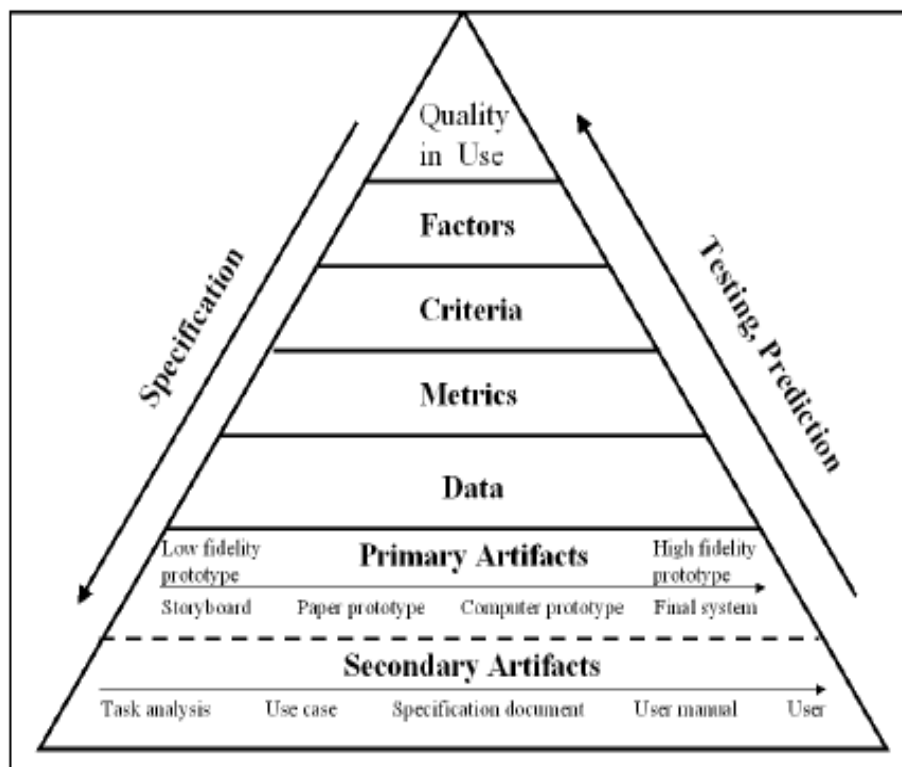 Quality
in Use
Factors
Specification
Testing, Prediction
Criteria
Metrics
Data
Low fidelity
prototype
Primary Artifacts
High fidelity
prototype
Storyboard Paper prototype Computer prototype Final system
Secondary Artifacts
Task analysis Use case Specification document User manual User